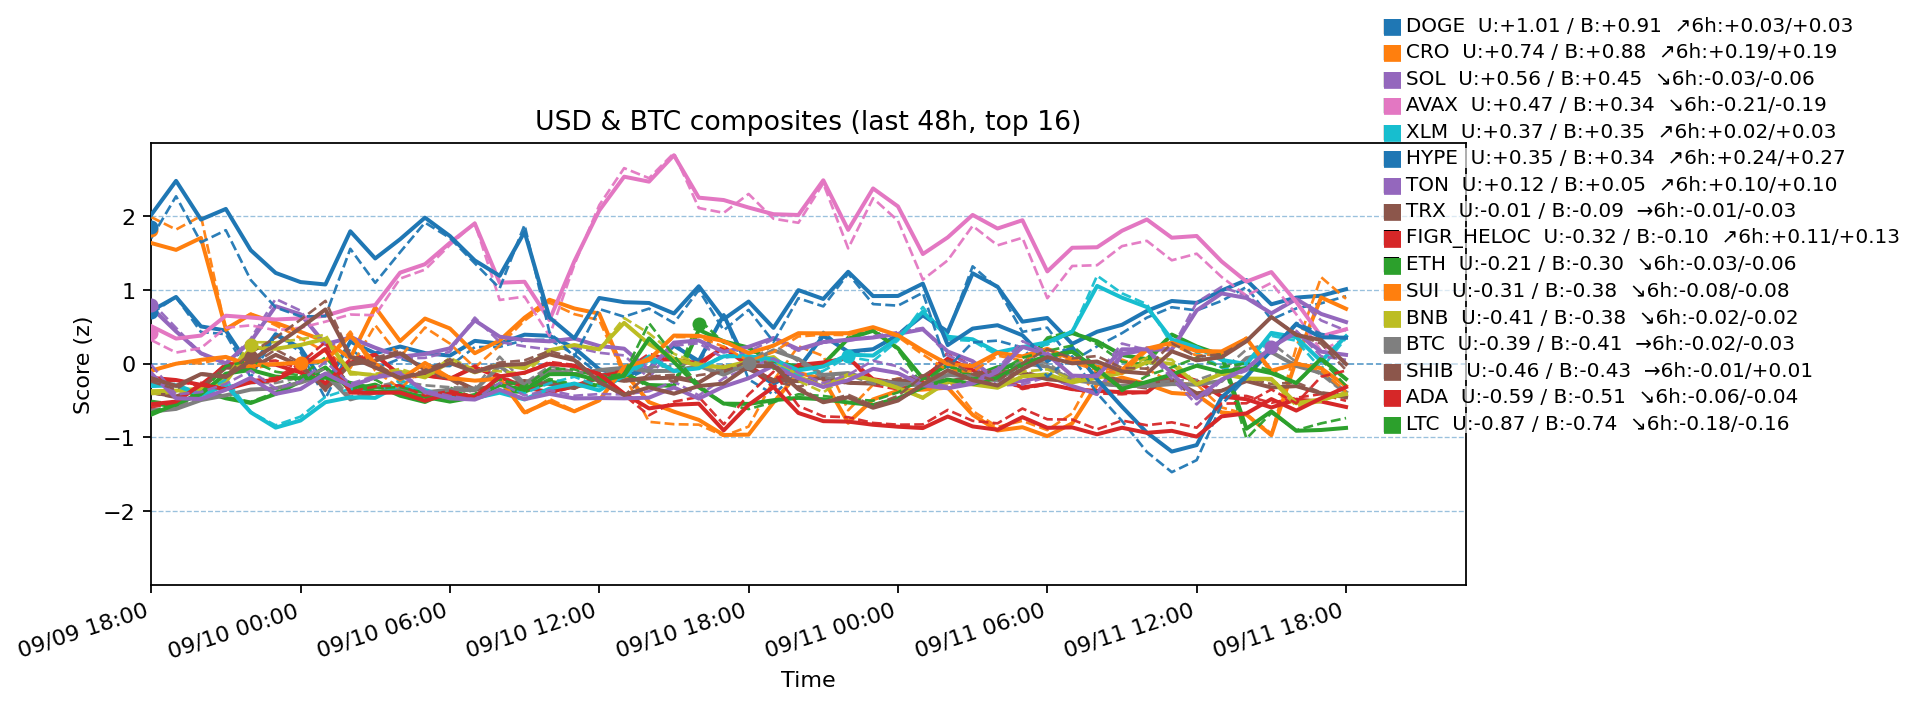 DOGE U:+1.01 / B:+0.91 ↗6h:+0.03/+0.03
CRO U:+0.74 / B:+0.88 ↗6h:+0.19/+0.19
SOL U:+0.56 / B:+0.45 ↘6h:-0.03/-0.06
AVAX U:+0.47 / B:+0.34 ↘6h:-0.21/-0.19
XLM U:+0.37 / B:+0.35 ↗6h:+0.02/+0.03
HYPE U:+0.35 / B:+0.34 ↗6h:+0.24/+0.27
TON U:+0.12 / B:+0.05 ↗6h:+0.10/+0.10
TRX U:-0.01 / B:-0.09 →6h:-0.01/-0.03
FIGR_HELOC U:-0.32 / B:-0.10 ↗6h:+0.11/+0.13
ETH U:-0.21 / B:-0.30 ↘6h:-0.03/-0.06
SUI U:-0.31 / B:-0.38 ↘6h:-0.08/-0.08
BNB U:-0.41 / B:-0.38 ↘6h:-0.02/-0.02
BTC U:-0.39 / B:-0.41 →6h:-0.02/-0.03
SHIB U:-0.46 / B:-0.43 →6h:-0.01/+0.01
ADA U:-0.59 / B:-0.51 ↘6h:-0.06/-0.04
LTC U:-0.87 / B:-0.74 ↘6h:-0.18/-0.16
USD & BTC composites (last 48h, top 16)
Score (z)
2
1
0
−1
−2
09/09 18:00
09/10 00:00
09/10 06:00
09/10 12:00
09/10 18:00
09/11 00:00
09/11 06:00
09/11 12:00
09/11 18:00
Time